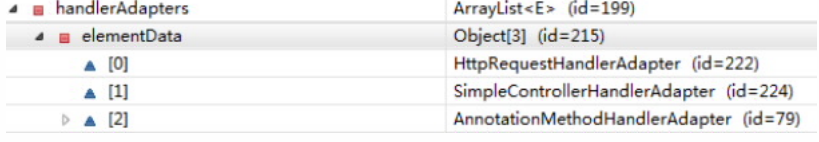 handlerAdapters ArrayList<E> (id=199)
elementData Object[3] (id=215)
[0] HttpRequestHandlerAdapter (id=222)
[1] SimpleControllerHandlerAdapter (id=224)
[2] AnnotationMethodHandlerAdapter (id=79)